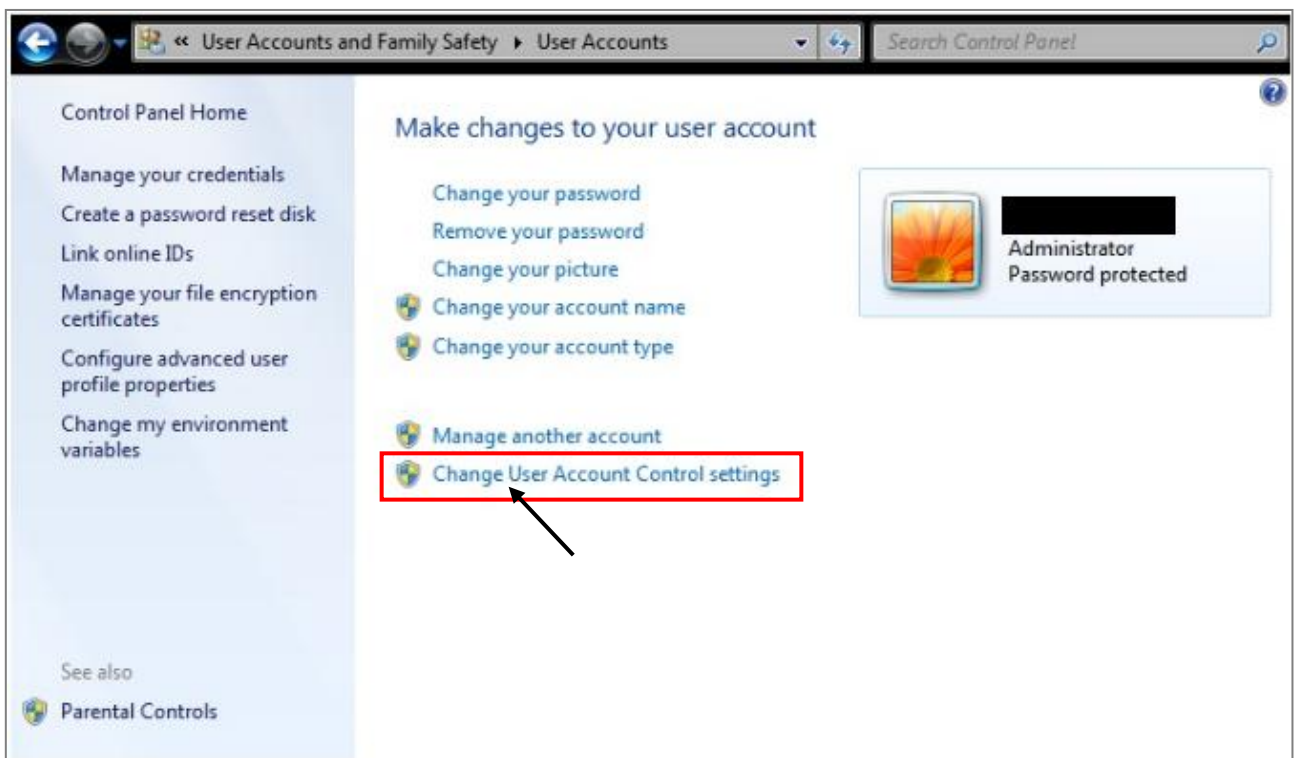 « User Accounts and Family Safety ▸ User Accounts
Search Control Panel
Control Panel Home
Manage your credentials
Create a password reset disk
Link online IDs
Manage your file encryption
certificates
Configure advanced user
profile properties
Change my environment
variables
See also
Parental Controls
Make changes to your user account
Change your password
Remove your password
Change your picture
Change your account name
Change your account type
Manage another account
Change User Account Control settings
Administrator
Password protected